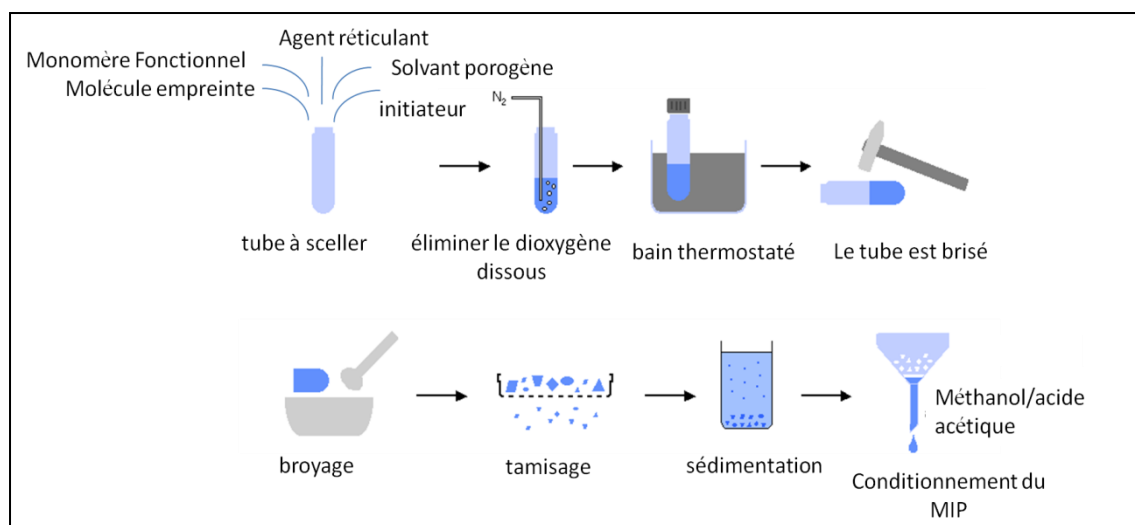 Agent réticulant
Monomère Fonctionnel
Solvant porogène
Molécule empreinte
initiateur
N₂
tube à sceller
éliminer le dioxygène
dissous
bain thermostaté
Le tube est brisé
Méthanol/acide
acétique
broyage
tamisage
sédimentation
Conditionnement du
MIP